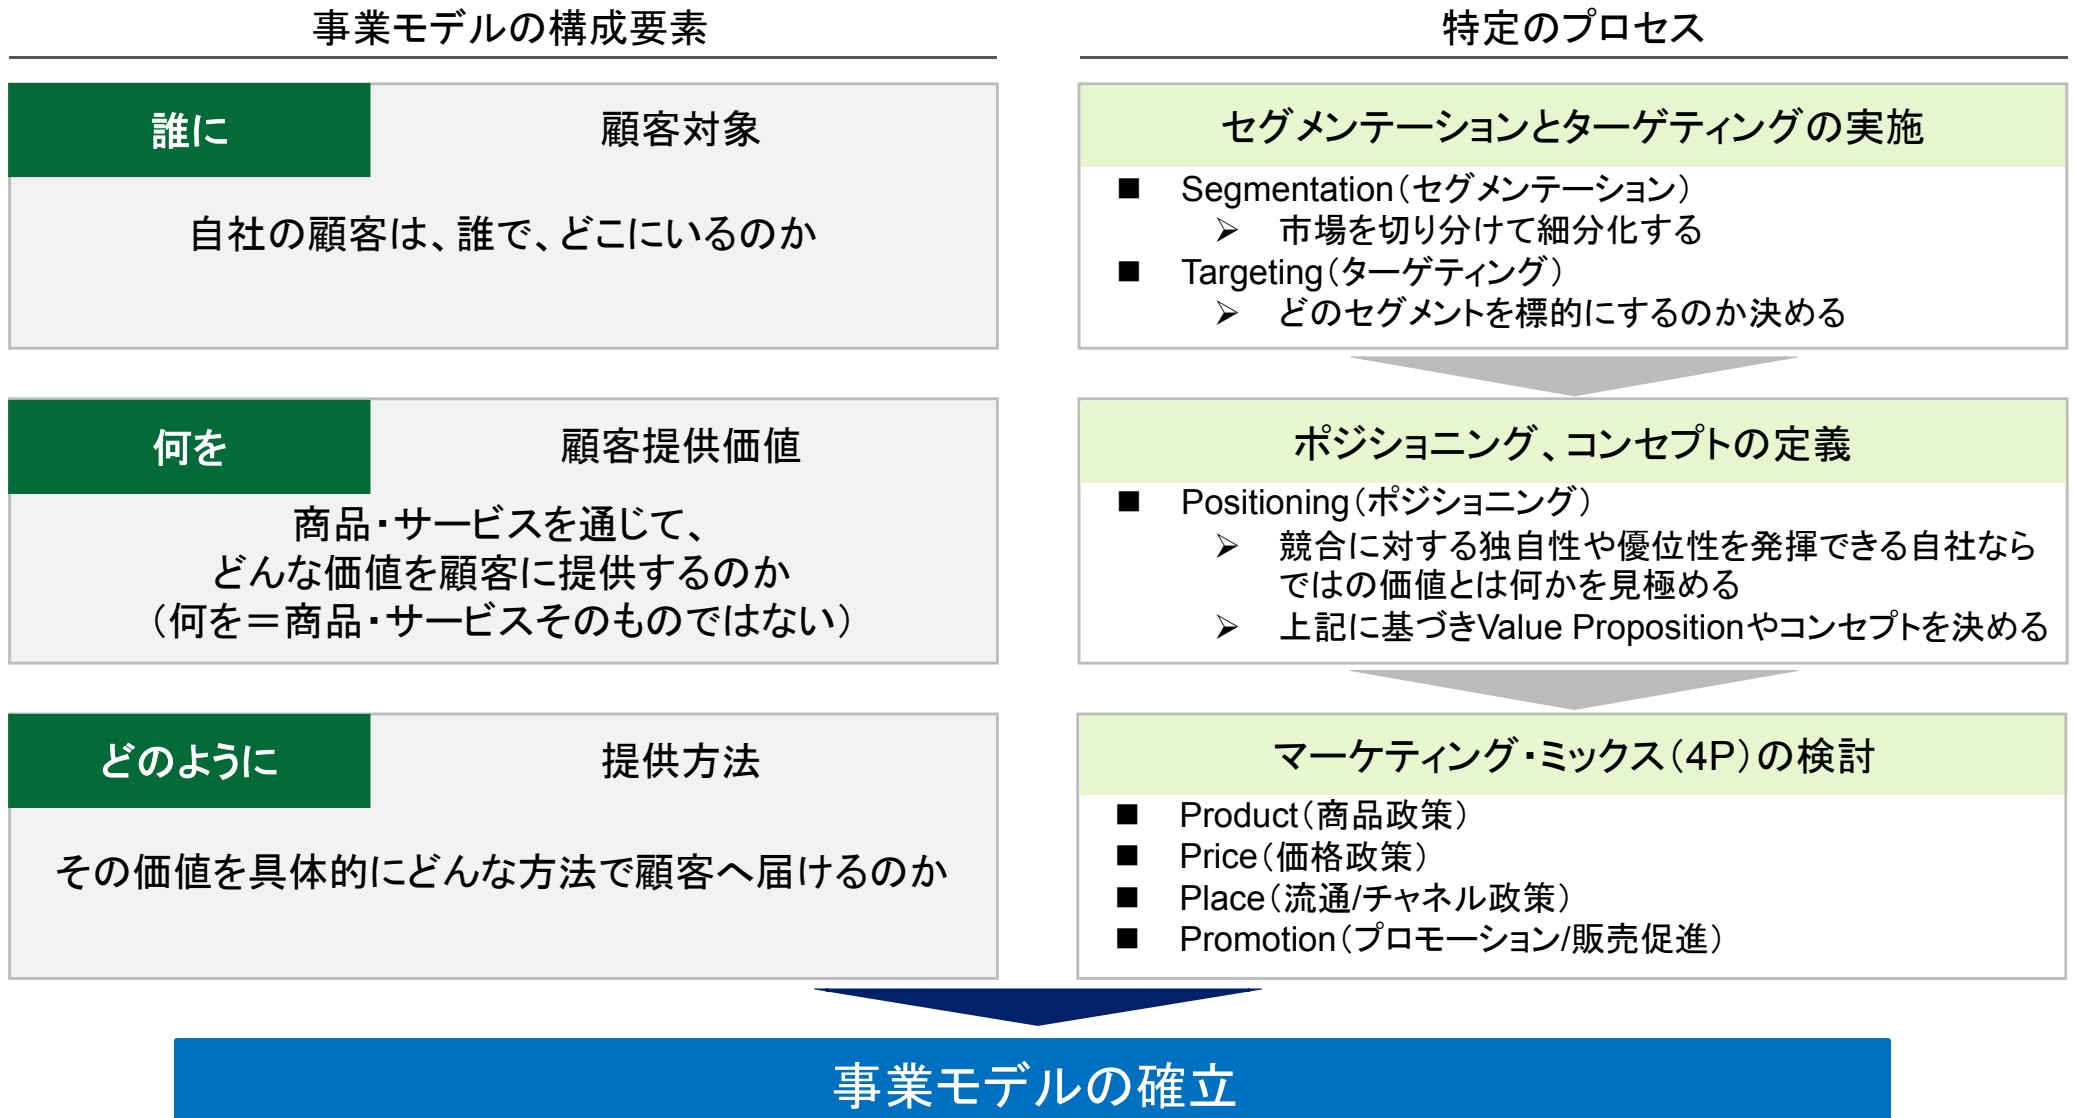 事業モデルの構成要素
特定のプロセス
誰に
顧客対象
自社の顧客は、誰で、どこにいるのか
セグメンテーションとターゲティングの実施
■ Segmentation（セグメンテーション）
➢ 市場を切り分けて細分化する
■ Targeting（ターゲティング）
➢ どのセグメントを標的にするのか決める
何を
顧客提供価値
商品・サービスを通じて、
どんな価値を顧客に提供するのか
（何を＝商品・サービスそのものではない）
ポジショニング、コンセプトの定義
■ Positioning（ポジショニング）
➢ 競合に対する独自性や優位性を発揮できる自社なら
ではの価値とは何かを見極める
➢ 上記に基づきValue Propositionやコンセプトを決める
どのように
提供方法
その価値を具体的にどんな方法で顧客へ届けるのか
マーケティング・ミックス（4P）の検討
■ Product（商品政策）
■ Price（価格政策）
■ Place（流通/チャネル政策）
■ Promotion（プロモーション/販売促進）
事業モデルの確立